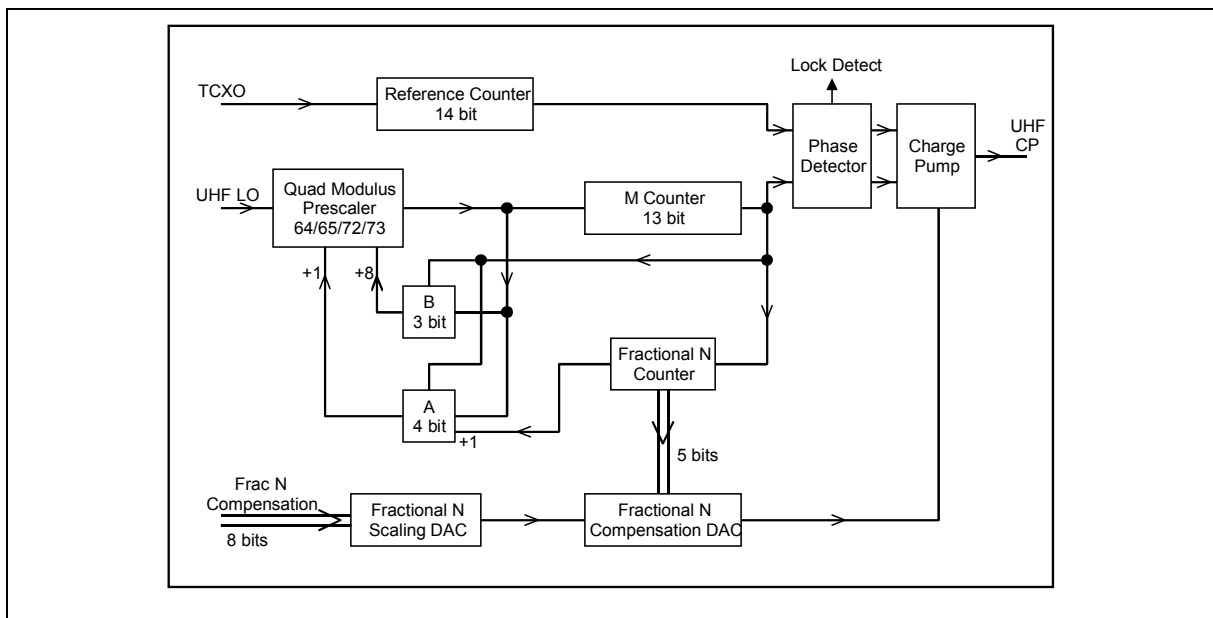 Lock Detect
TCXO
Reference Counter
14 bit
UHF
CP
Phase
Detector
Charge
Pump
UHF LO
Quad Modulus
Prescaler
64/65/72/73
M Counter
13 bit
+1
+8
B
3 bit
Fractional N
Counter
A
4 bit
+1
5 bits
Frac N
Compensation
8 bits
Fractional N
Scaling DAC
Fractional N
Compensation DAC